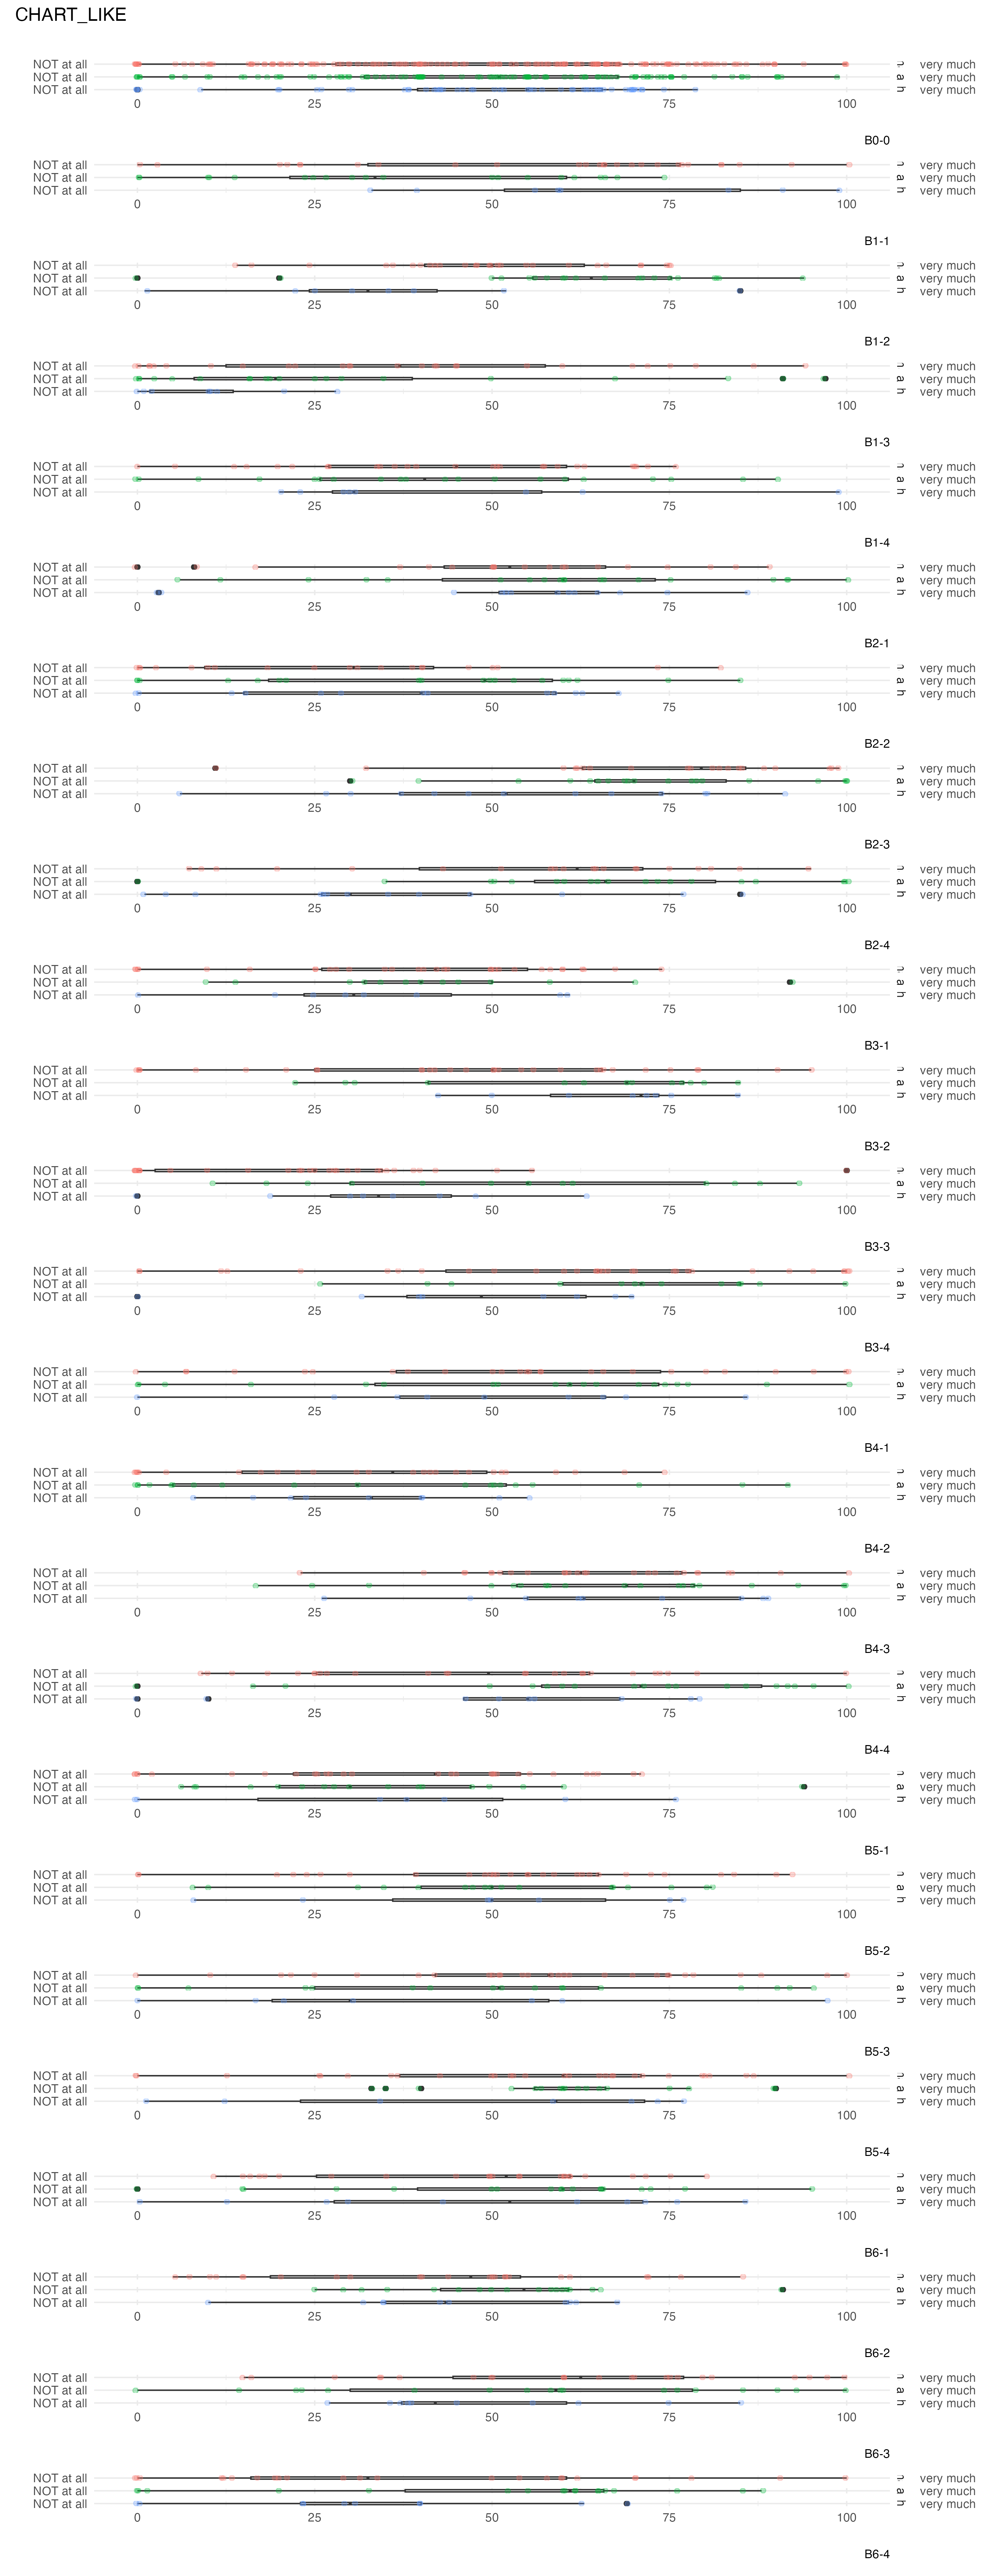 CHART_LIKE
NOT at all very much
NOT at all very much
NOT at all very much
0 25 50 75 100
B0-0
NOT at all very much
NOT at all very much
NOT at all very much
0 25 50 75 100
B1-1
NOT at all very much
NOT at all very much
NOT at all very much
0 25 50 75 100
B1-2
NOT at all very much
NOT at all very much
NOT at all very much
0 25 50 75 100
B1-3
NOT at all very much
NOT at all very much
NOT at all very much
0 25 50 75 100
B1-4
NOT at all very much
NOT at all very much
NOT at all very much
0 25 50 75 100
B2-1
NOT at all very much
NOT at all very much
NOT at all very much
0 25 50 75 100
B2-2
NOT at all very much
NOT at all very much
NOT at all very much
0 25 50 75 100
B2-3
NOT at all very much
NOT at all very much
NOT at all very much
0 25 50 75 100
B2-4
NOT at all very much
NOT at all very much
NOT at all very much
0 25 50 75 100
B3-1
NOT at all very much
NOT at all very much
NOT at all very much
0 25 50 75 100
B3-2
NOT at all very much
NOT at all very much
NOT at all very much
0 25 50 75 100
B3-3
NOT at all very much
NOT at all very much
NOT at all very much
0 25 50 75 100
B3-4
NOT at all very much
NOT at all very much
NOT at all very much
0 25 50 75 100
B4-1
NOT at all very much
NOT at all very much
NOT at all very much
0 25 50 75 100
B4-2
NOT at all very much
NOT at all very much
NOT at all very much
0 25 50 75 100
B4-3
NOT at all very much
NOT at all very much
NOT at all very much
0 25 50 75 100
B4-4
NOT at all very much
NOT at all very much
NOT at all very much
0 25 50 75 100
B5-1
NOT at all very much
NOT at all very much
NOT at all very much
0 25 50 75 100
B5-2
NOT at all very much
NOT at all very much
NOT at all very much
0 25 50 75 100
B5-3
NOT at all very much
NOT at all very much
NOT at all very much
0 25 50 75 100
B5-4
NOT at all very much
NOT at all very much
NOT at all very much
0 25 50 75 100
B6-1
NOT at all very much
NOT at all very much
NOT at all very much
0 25 50 75 100
B6-2
NOT at all very much
NOT at all very much
NOT at all very much
0 25 50 75 100
B6-3
NOT at all very much
NOT at all very much
NOT at all very much
0 25 50 75 100
B6-4